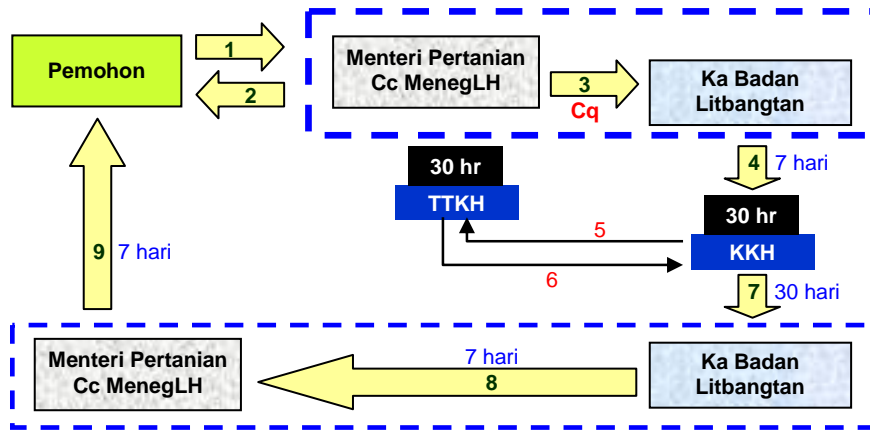 Pemohon
1
2
Menteri Pertanian
Cc MenegLH
3
Cq
Ka Badan
Litbangtan
4
7 hari
30 hr
TTKH
30 hr
KKH
5
6
7
30 hari
9
7 hari
Menteri Pertanian
Cc MenegLH
7 hari
8
Ka Badan
Litbangtan